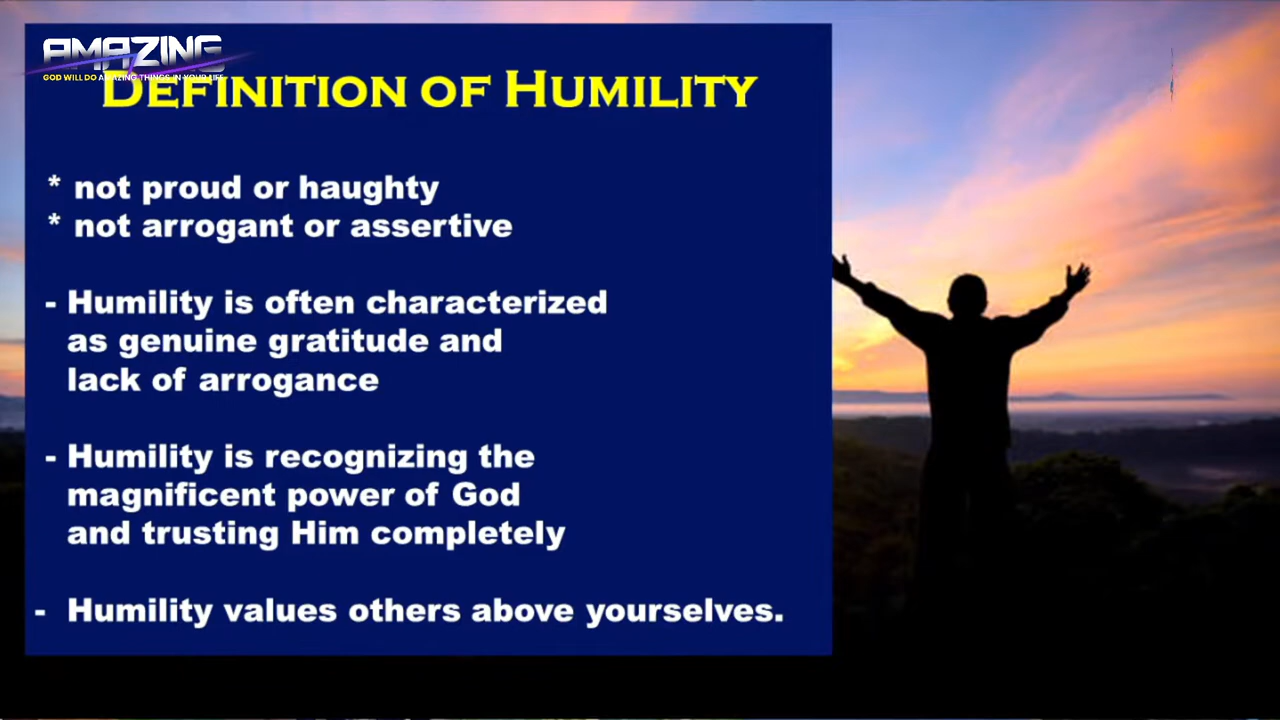 AMAZING
GOD WILL DO AMAZING THINGS IN YOUR LIFE
DEFINITION OF HUMILITY
* not proud or haughty
* not arrogant or assertive
- Humility is often characterized
as genuine gratitude and
lack of arrogance
- Humility is recognizing the
magnificent power of God
and trusting Him completely
- Humility values others above yourselves.